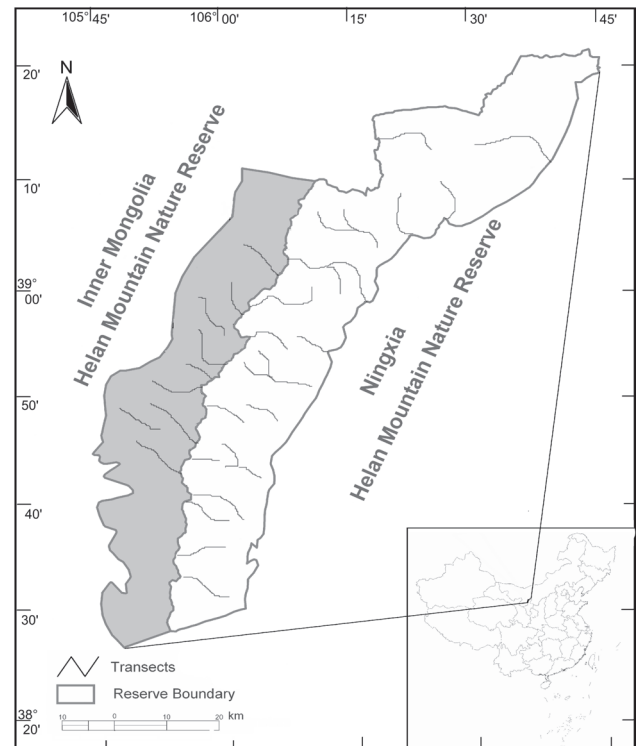 105°45'
106°00'
15'
30'
45'
20'
N
10'
Inner Mongolia
Helan Mountain Nature Reserve
39°
00'
Ningxia
Helan Mountain Nature Reserve
50'
40'
30'
Transects
Reserve Boundary
10 0 10 20 km
38°
20'